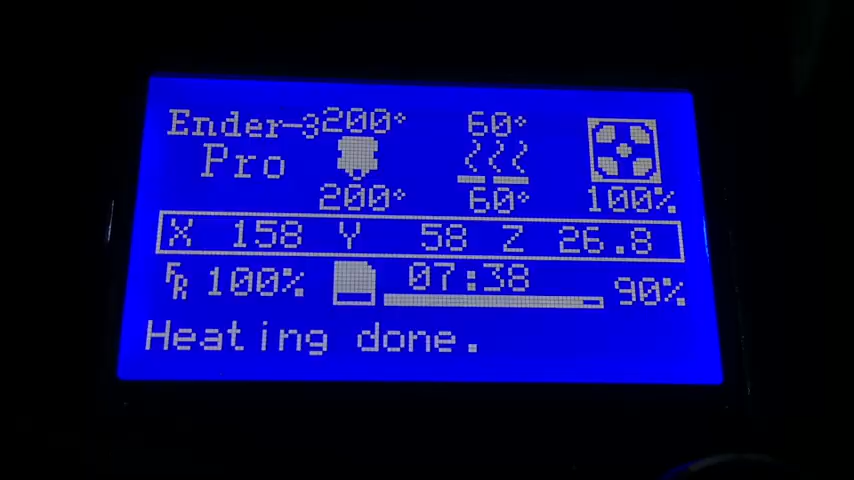 Ender-3 200° 60°
Pro
200° 60° 100%
X 158 Y 58 Z 26.8
FR 100% 07:38 90%
Heating done.